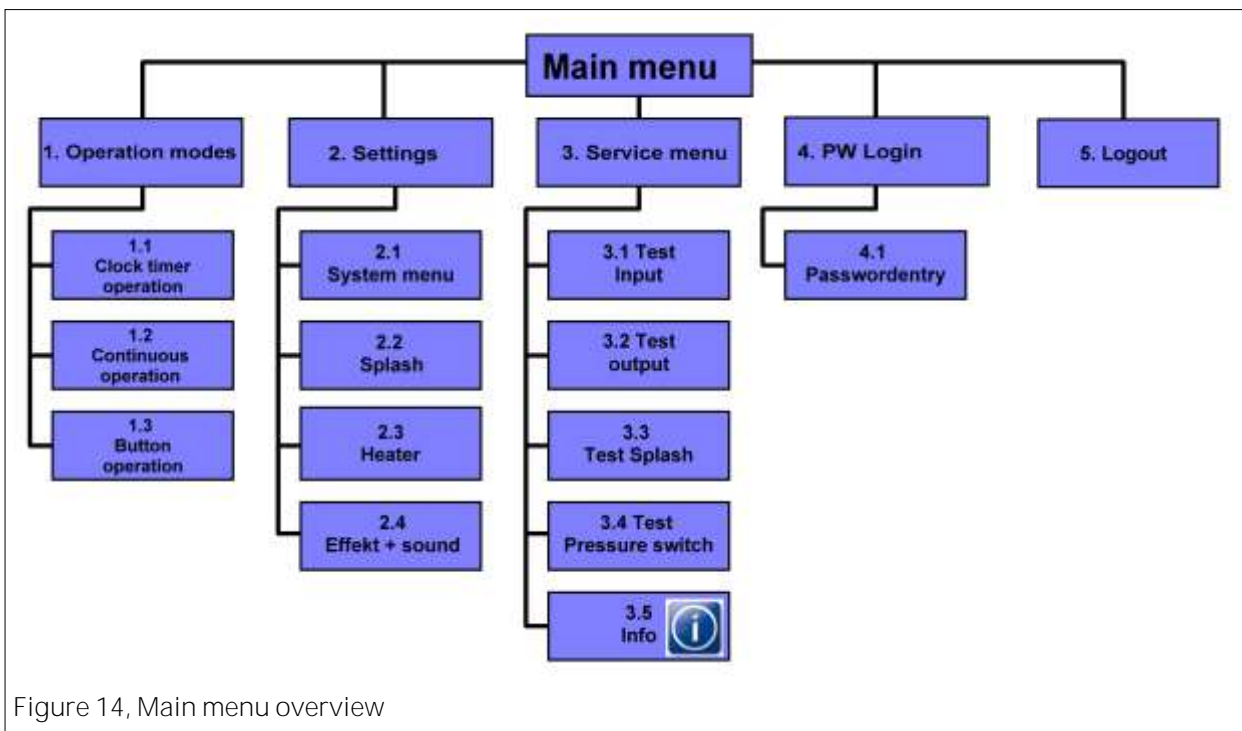 Main menu
1. Operation modes
2. Settings
3. Service menu
4. PW Login
5. Logout
1.1
Clock timer
operation
1.2
Continuous
operation
1.3
Button
operation
2.1
System menu
2.2
Splash
2.3
Heater
2.4
Effekt + sound
3.1 Test
Input
3.2 Test
output
3.3
Test Splash
3.4 Test
Pressure switch
3.5
Info
i
4.1
Passwordentry
Figure 14, Main menu overview